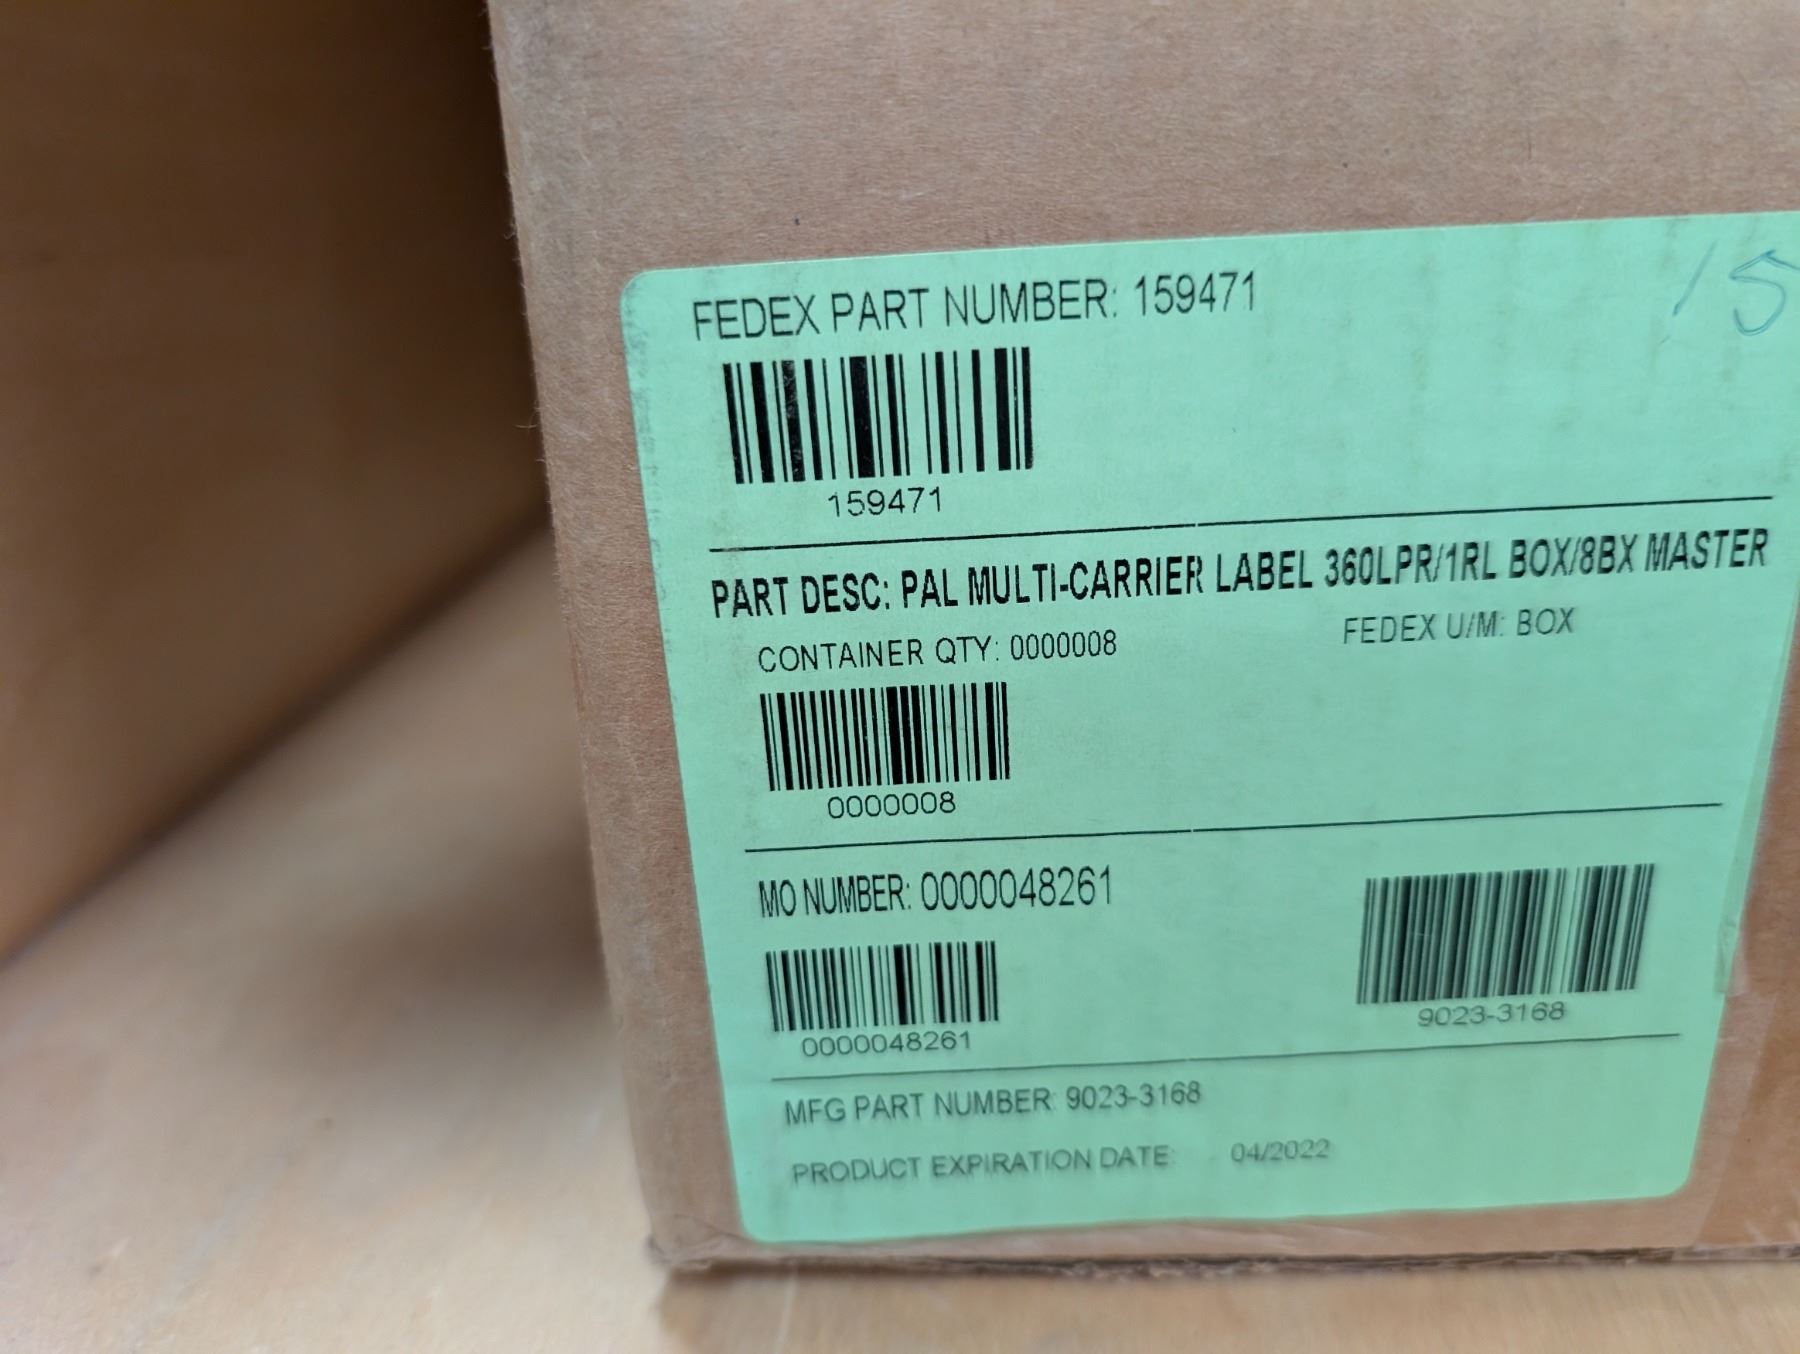 FEDEX PART NUMBER: 159471
15
159471
PART DESC: PAL MULTI-CARRIER LABEL 360LPR/1RL BOX/8BX MASTER
CONTAINER QTY: 0000008
FEDEX U/M: BOX
0000008
MO NUMBER: 0000048261
0000048261
9023-3168
MFG PART NUMBER: 9023-3168
PRODUCT EXPIRATION DATE: 04/2022